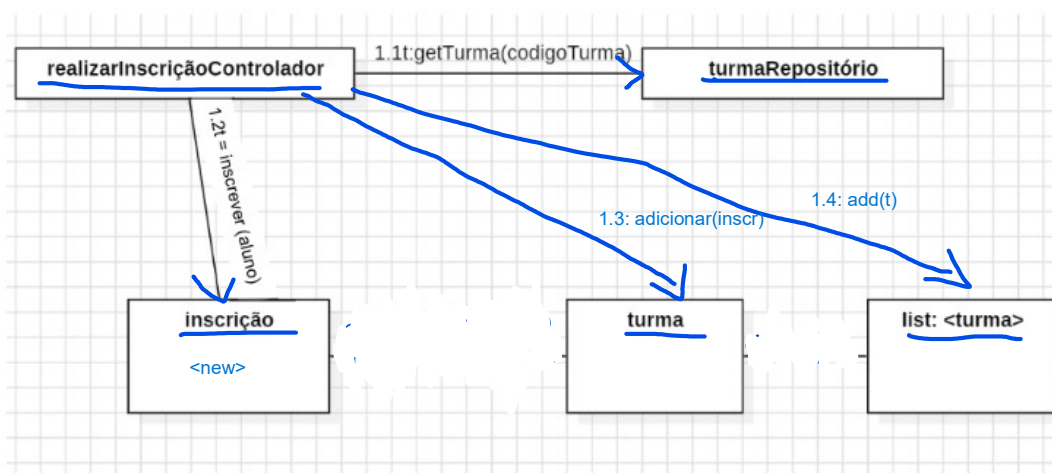 1.1t:getTurma(codigoTurma)
realizarInscriçãoControlador
turmaRepositório
1.2t = inscrever (aluno)
1.4: add(t)
1.3: adicionar(inscr)
inscrição
turma
list: <turma>
<new>